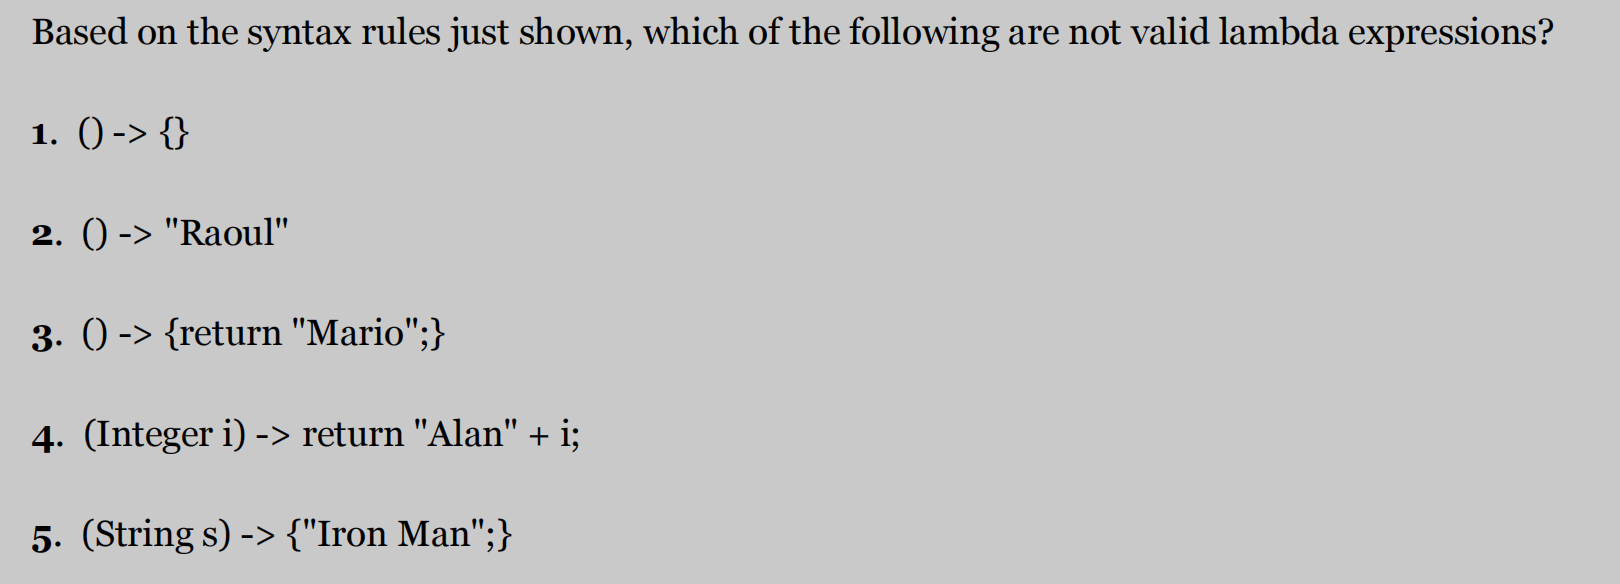 Based on the syntax rules just shown, which of the following are not valid lambda expressions?
1. () -> {}
2. () -> "Raoul"
3. () -> {return "Mario";}
4. (Integer i) -> return "Alan" + i;
5. (String s) -> {"Iron Man";}